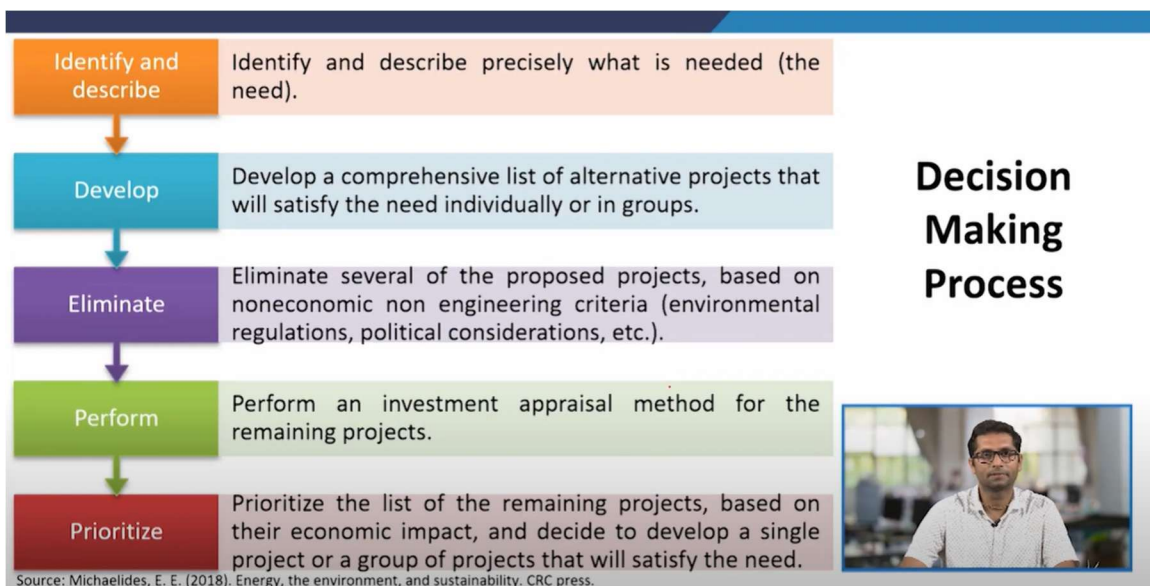 Identify and
describe
Identify and describe precisely what is needed (the
need).
Develop
Develop a comprehensive list of alternative projects that
will satisfy the need individually or in groups.
Eliminate
Eliminate several of the proposed projects, based on
noneconomic non engineering criteria (environmental
regulations, political considerations, etc.).
Perform
Perform an investment appraisal method for the
remaining projects.
Prioritize
Prioritize the list of the remaining projects, based on
their economic impact, and decide to develop a single
project or a group of projects that will satisfy the need.
Decision
Making
Process
Source: Michaelides, E. E. (2018). Energy, the environment, and sustainability. CRC press.